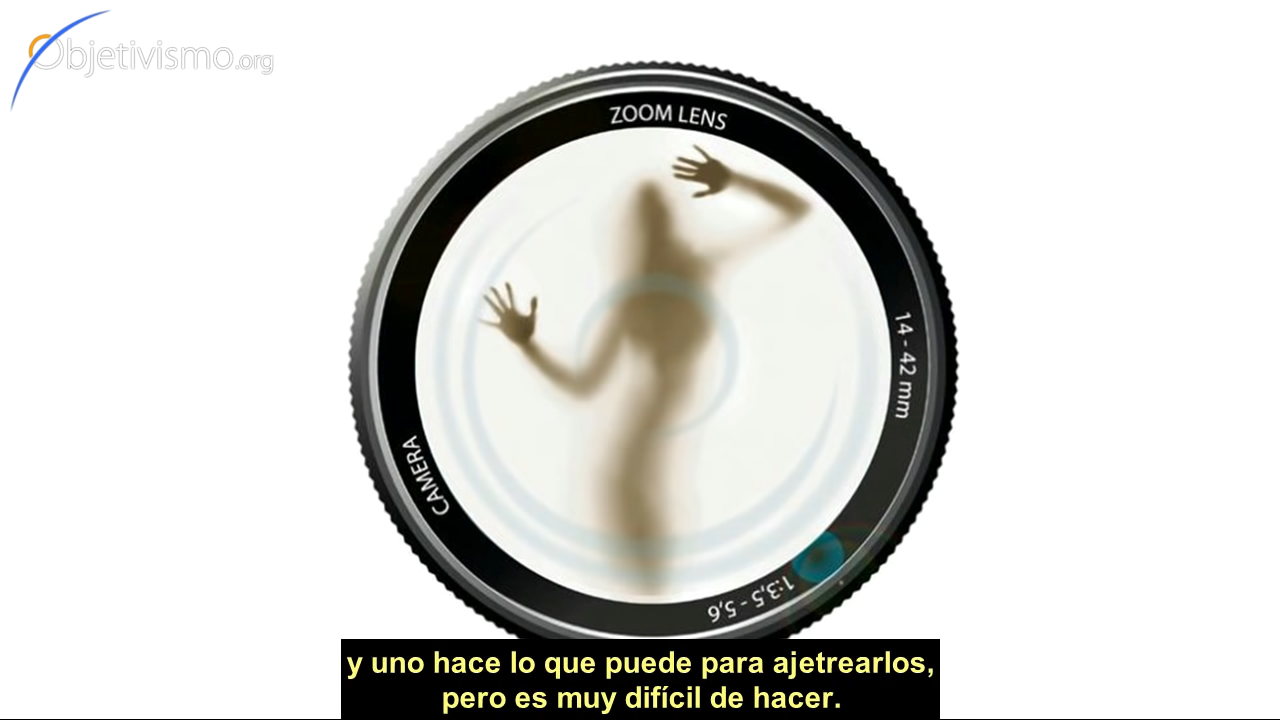 Objetivismo.org
ZOOM LENS
14 - 42 mm
CAMERA
1:3,5 - 5,6
y uno hace lo que puede para ajetrearlos,
pero es muy difícil de hacer.